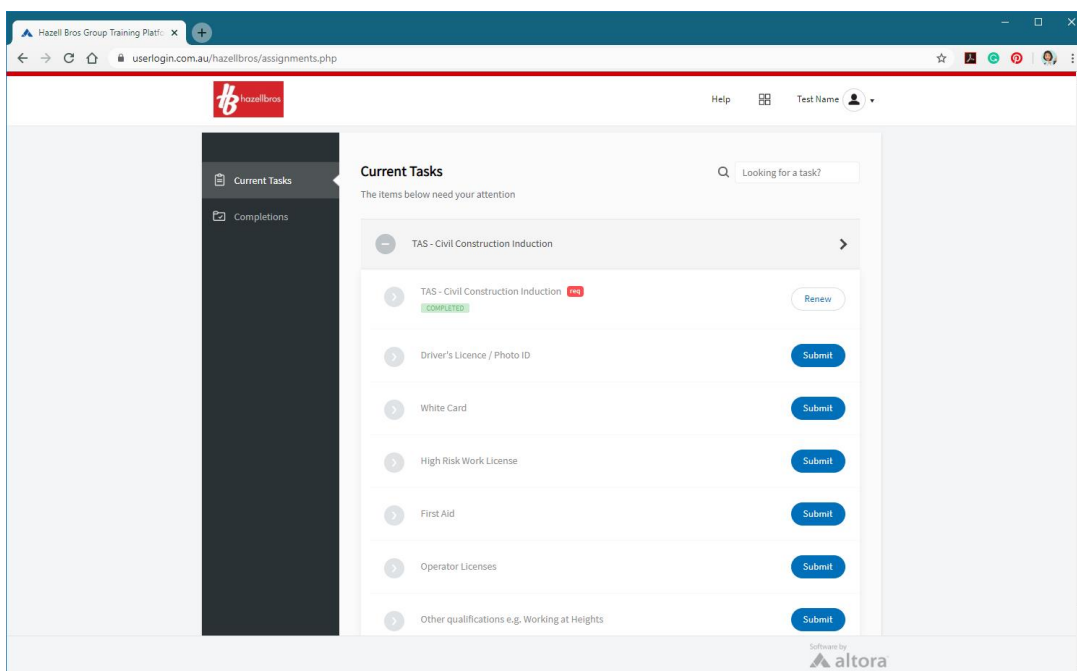 Hazell Bros Group Training Platfo
userlogin.com.au/hazellbros/assignments.php
hb hazellbros
Help
Test Name
Current Tasks
Completions
Current Tasks
Looking for a task?
The items below need your attention
TAS - Civil Construction Induction
TAS - Civil Construction Induction req
COMPLETED
Renew
Driver's Licence / Photo ID
Submit
White Card
Submit
High Risk Work License
Submit
First Aid
Submit
Operator Licenses
Submit
Other qualifications e.g. Working at Heights
Submit
Software by
altora